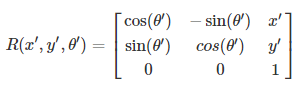 R(x′, y′, θ′) = [ cos(θ′) − sin(θ′) x′
sin(θ′) cos(θ′) y′
0 0 1 ]